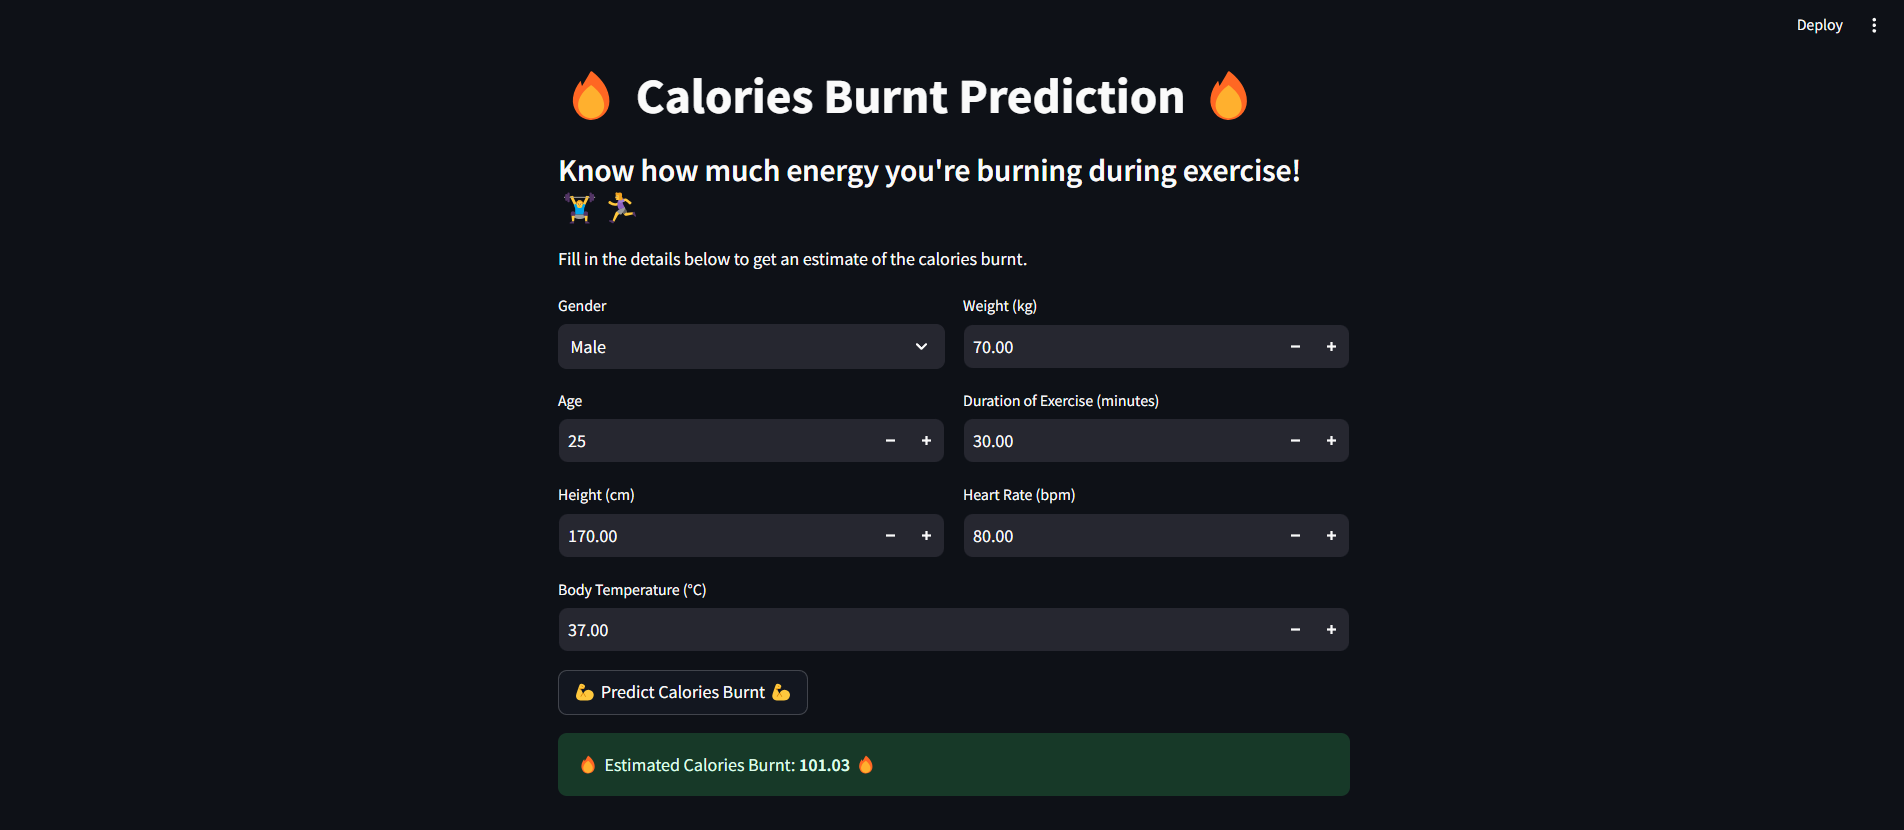 Deploy
Calories Burnt Prediction
Know how much energy you're burning during exercise!
Fill in the details below to get an estimate of the calories burnt.
Gender
Male
Weight (kg)
70.00
Age
25
Duration of Exercise (minutes)
30.00
Height (cm)
170.00
Heart Rate (bpm)
80.00
Body Temperature (°C)
37.00
Predict Calories Burnt
Estimated Calories Burnt: 101.03